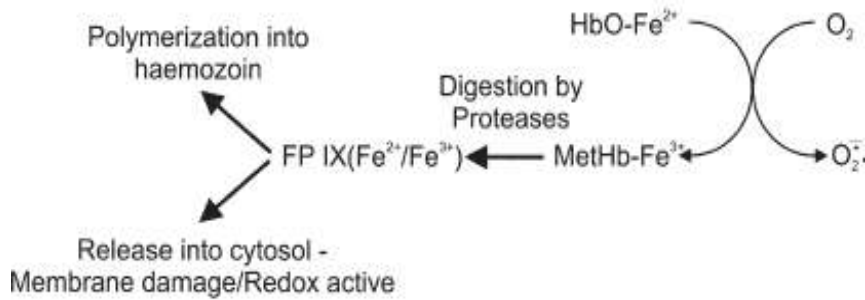 Polymerization into
haemozoin
HbO-Fe²⁺
O₂
Digestion by
Proteases
FP IX(Fe²⁺/Fe³⁺)
MetHb-Fe³⁺
O₂⁻·
Release into cytosol -
Membrane damage/Redox active